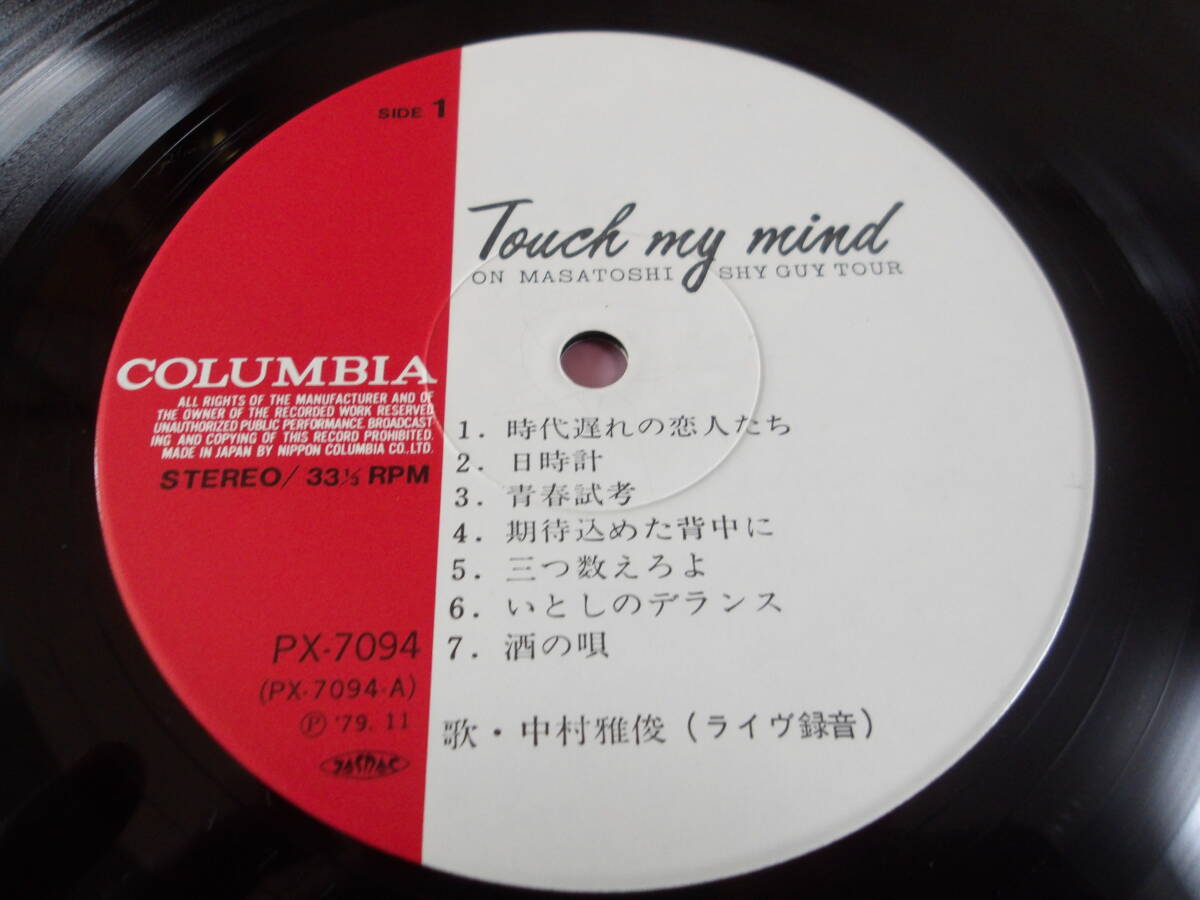 SIDE 1
Touch my mind
ON MASATOSHI SHY GUY TOUR
COLUMBIA
ALL RIGHTS OF THE MANUFACTURER AND OF
THE OWNER OF THE RECORDED WORK RESERVED
UNAUTHORIZED PUBLIC PERFORMANCE. BROADCAST
ING AND COPYING OF THIS RECORD PROHIBITED.
MADE IN JAPAN BY NIPPON COLUMBIA CO., LTD.
STEREO/ 33⅓ RPM
1. 時代遅れの恋人たち
2. 日時計
3. 青春試考
4. 期待込めた背中に
5. 三つ数えろよ
6. いとしのデランス
7. 酒の唄
PX-7094
(PX-7094-A)
Ⓟ '79. 11
JASRAC
歌・中村雅俊(ライヴ録音)